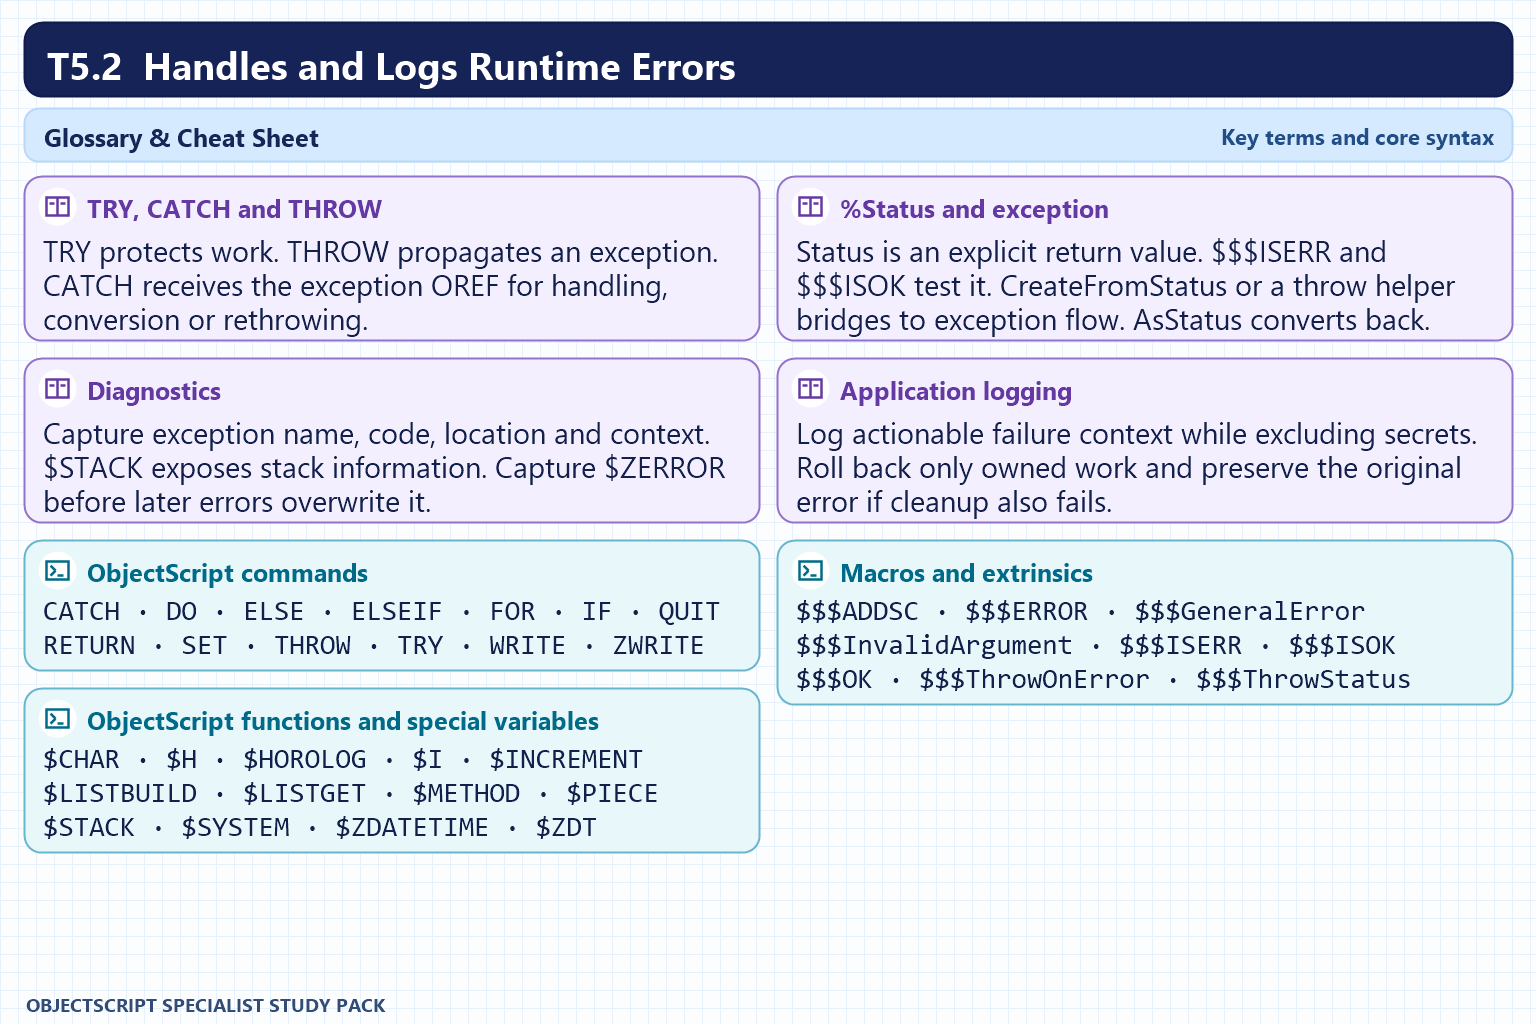 T5.2 Handles and Logs Runtime Errors
Glossary & Cheat Sheet
Key terms and core syntax
TRY, CATCH and THROW
TRY protects work. THROW propagates an exception.
CATCH receives the exception OREF for handling,
conversion or rethrowing.
%Status and exception
Status is an explicit return value. $$$ISERR and
$$$ISOK test it. CreateFromStatus or a throw helper
bridges to exception flow. AsStatus converts back.
Diagnostics
Capture exception name, code, location and context.
$STACK exposes stack information. Capture $ZERROR
before later errors overwrite it.
Application logging
Log actionable failure context while excluding secrets.
Roll back only owned work and preserve the original
error if cleanup also fails.
ObjectScript commands
CATCH · DO · ELSE · ELSEIF · FOR · IF · QUIT
RETURN · SET · THROW · TRY · WRITE · ZWRITE
Macros and extrinsics
$$$ADDSC · $$$ERROR · $$$GeneralError
$$$InvalidArgument · $$$ISERR · $$$ISOK
$$$OK · $$$ThrowOnError · $$$ThrowStatus
ObjectScript functions and special variables
$CHAR · $H · $HOROLOG · $I · $INCREMENT
$LISTBUILD · $LISTGET · $METHOD · $PIECE
$STACK · $SYSTEM · $ZDATETIME · $ZDT
OBJECTSCRIPT SPECIALIST STUDY PACK